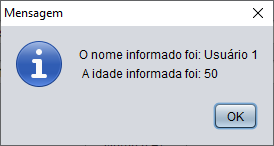 Mensagem
O nome informado foi: Usuário 1
A idade informada foi: 50
OK